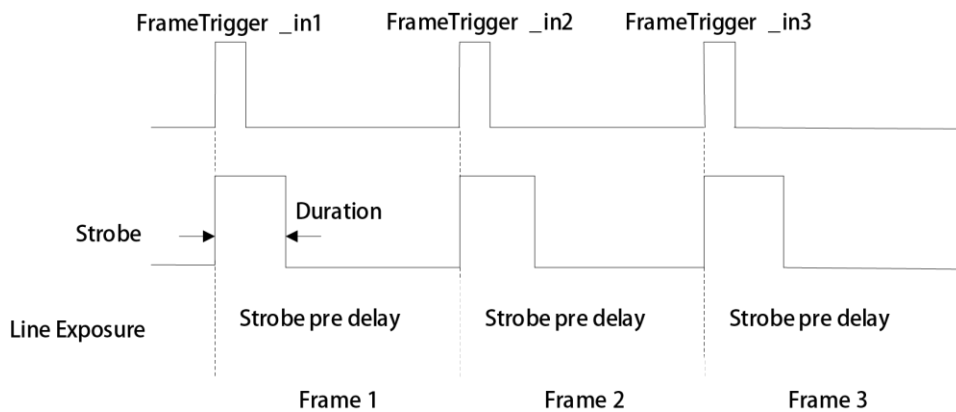 FrameTrigger _in1 FrameTrigger _in2 FrameTrigger _in3
Duration
Strobe
Strobe pre delay Strobe pre delay Strobe pre delay
Line Exposure
Frame 1 Frame 2 Frame 3